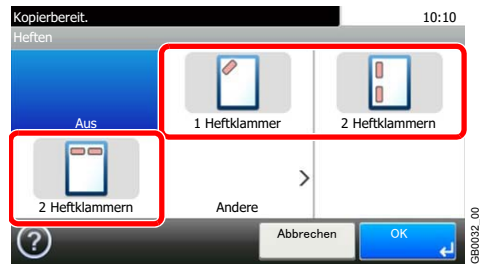 Kopierbereit.
10:10
Heften
Aus
1 Heftklammer
2 Heftklammern
2 Heftklammern
Andere
Abbrechen
OK
?
GB0032_00